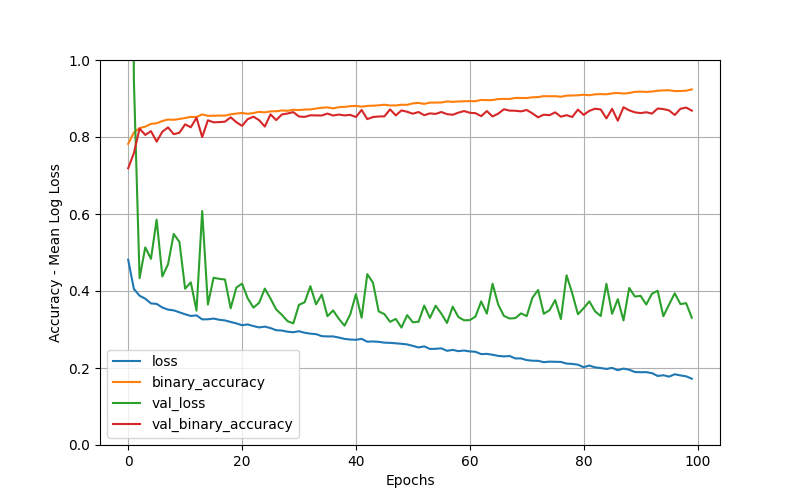 1.0
0.8
0.6
0.4
0.2
0.0
Accuracy - Mean Log Loss
loss
binary_accuracy
val_loss
val_binary_accuracy
0 20 40 60 80 100
Epochs